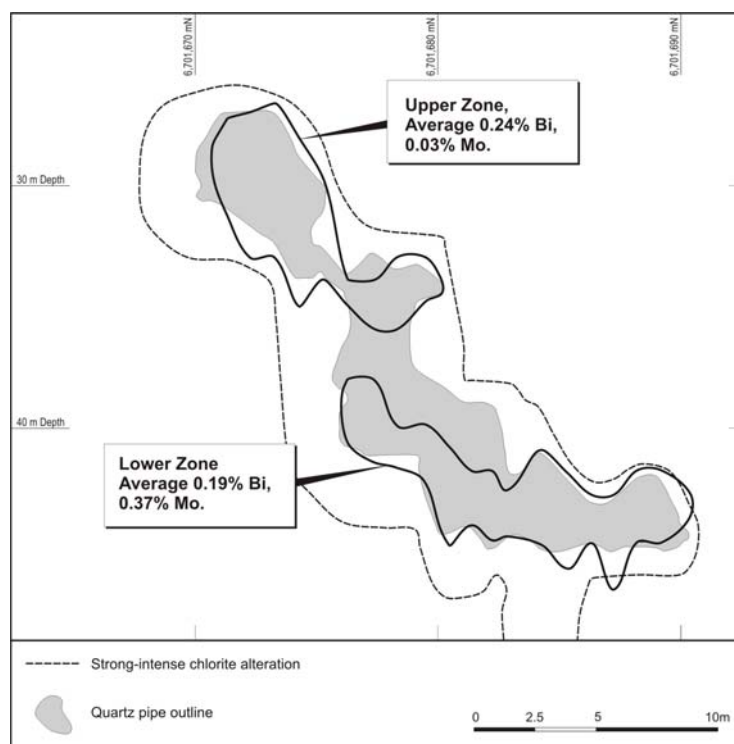 6,701,670 mN
6,701,680 mN
6,701,690 mN
Upper Zone,
Average 0.24% Bi,
0.03% Mo.
30 m Depth
40 m Depth
Lower Zone
Average 0.19% Bi,
0.37% Mo.
Strong-intense chlorite alteration
Quartz pipe outline
0 2.5 5 10m